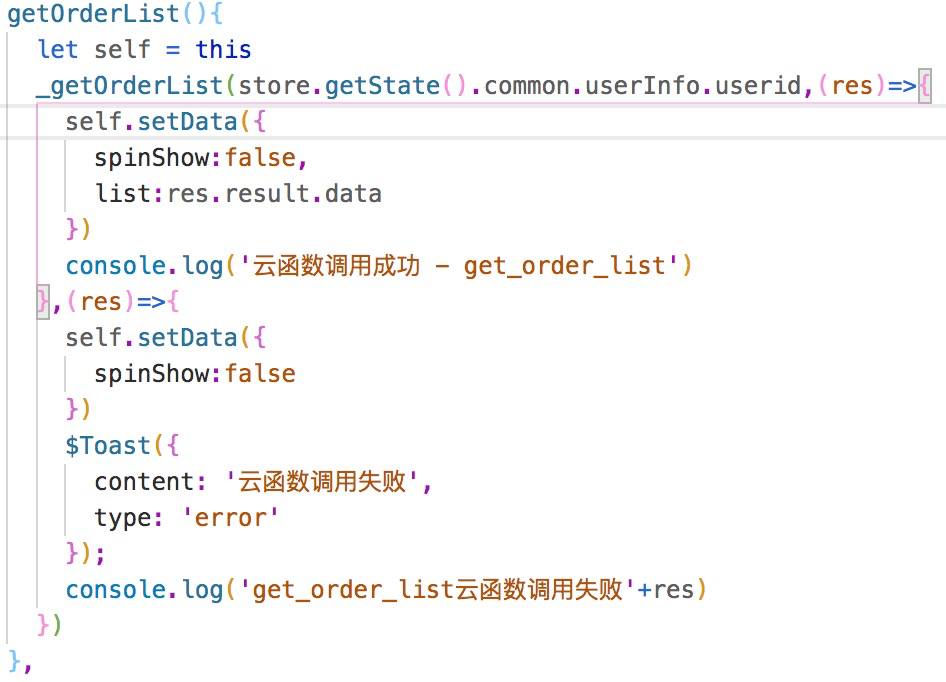 getOrderList(){
let self = this
_getOrderList(store.getState().common.userInfo.userid,(res)=>{
self.setData({
spinShow:false,
list:res.result.data
})
console.log('云函数调用成功 - get_order_list')
},(res)=>{
self.setData({
spinShow:false
})
$Toast({
content: '云函数调用失败',
type: 'error'
});
console.log('get_order_list云函数调用失败'+res)
})
},